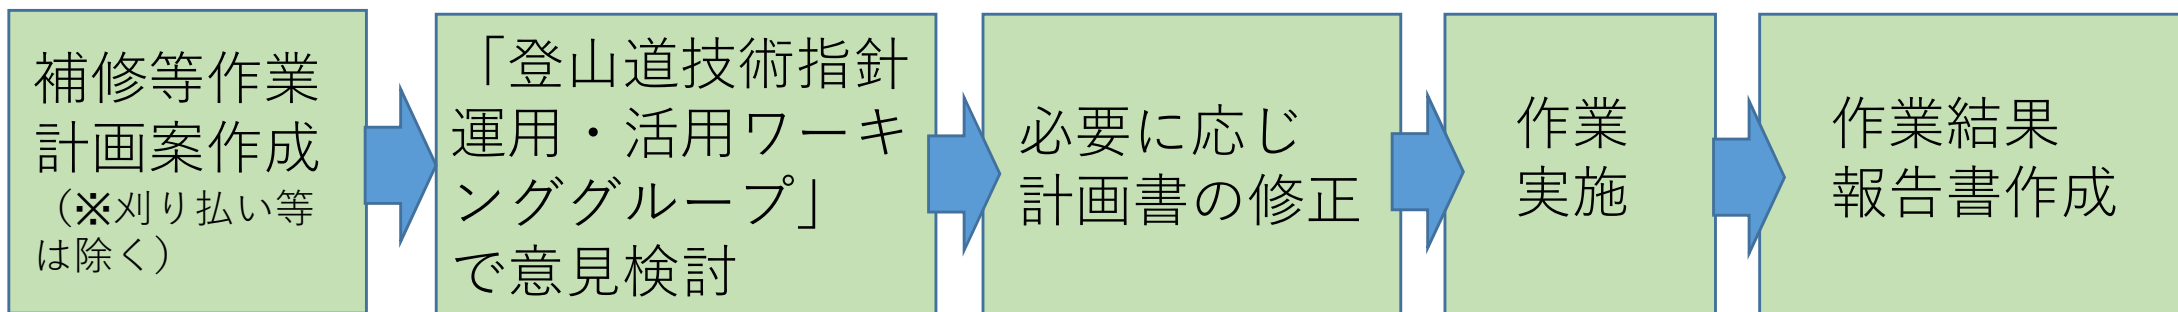 補修等作業
計画案作成
（※刈り払い等
は除く）
「登山道技術指針
運用・活用ワーキ
ンググループ」
で意見検討
必要に応じ
計画書の修正
作業
実施
作業結果
報告書作成